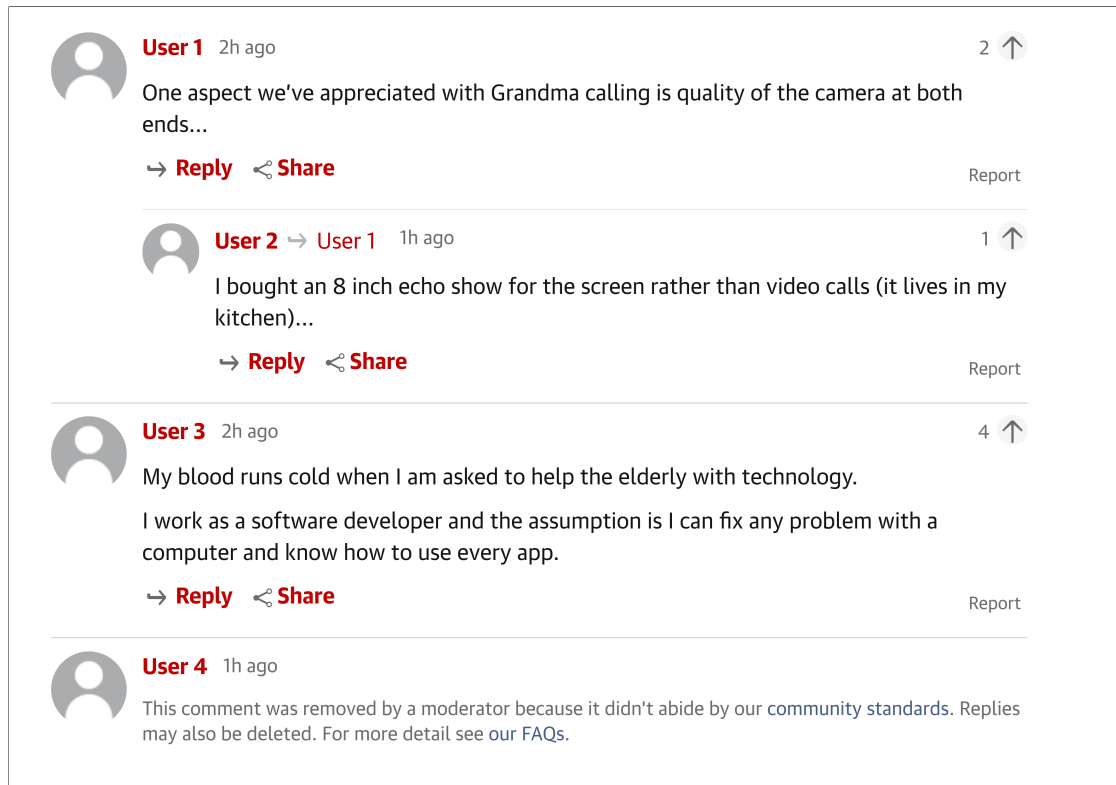 User 1 2h ago 2
One aspect we've appreciated with Grandma calling is quality of the camera at both
ends...
Reply Share
Report
User 2 User 1 1h ago 1
I bought an 8 inch echo show for the screen rather than video calls (it lives in my
kitchen)...
Reply Share
Report
User 3 2h ago 4
My blood runs cold when I am asked to help the elderly with technology.
I work as a software developer and the assumption is I can fix any problem with a
computer and know how to use every app.
Reply Share
Report
User 4 1h ago
This comment was removed by a moderator because it didn't abide by our community standards. Replies
may also be deleted. For more detail see our FAQs.